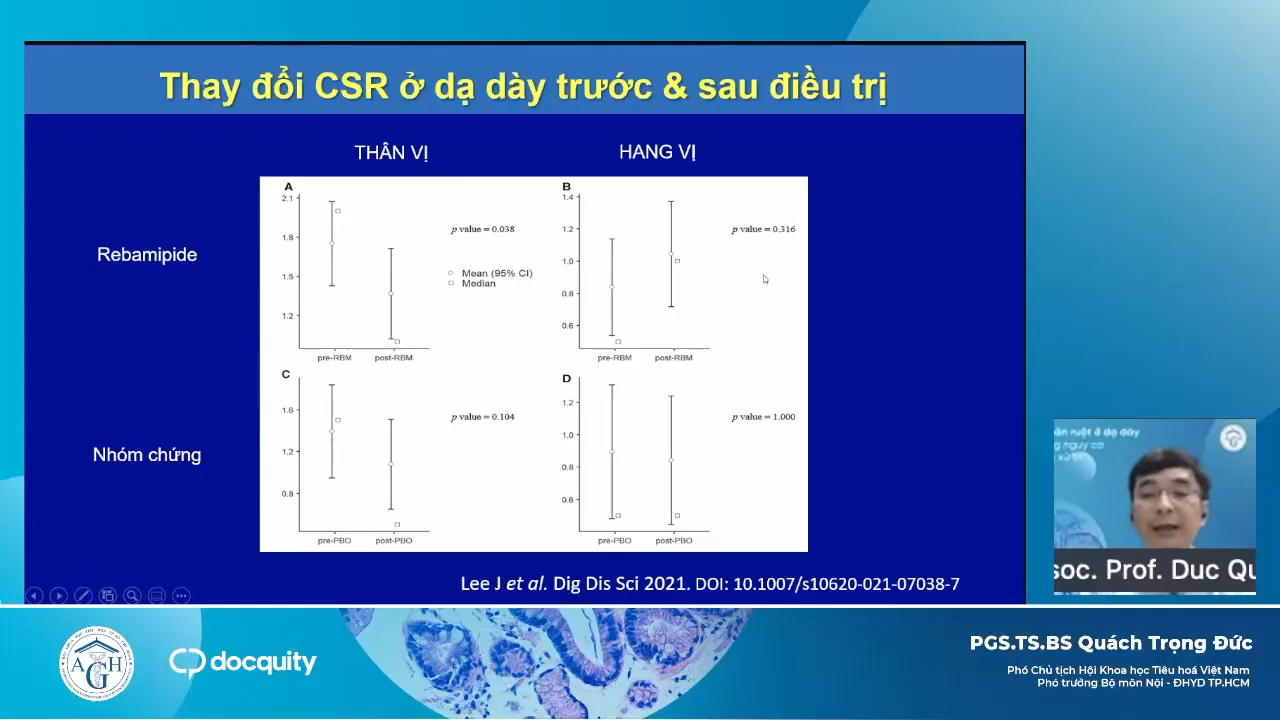 Thay đổi CSR ở dạ dày trước & sau điều trị
THÂN VỊ
HANG VỊ
Rebamipide
A
2.1
1.8
1.5
1.2
p value = 0.038
Mean (95% CI)
Median
pre-RBM
post-RBM
B
1.4
1.2
1.0
0.8
0.6
p value = 0.316
pre-RBM
post-RBM
Nhóm chứng
C
1.6
1.2
0.8
p value = 0.104
pre-PBO
post-PBO
D
1.2
1.0
0.8
0.6
p value = 1.000
pre-PBO
post-PBO
Lee J et al. Dig Dis Sci 2021. DOI: 10.1007/s10620-021-07038-7
ruột ở dạ dày
nguy cơ
soc. Prof. Duc Qu
AGH
docquity
PGS.TS.BS Quách Trọng Đức
Phó Chủ tịch Hội Khoa học Tiêu hoá Việt Nam
Phó trưởng Bộ môn Nội - ĐHYD TP.HCM